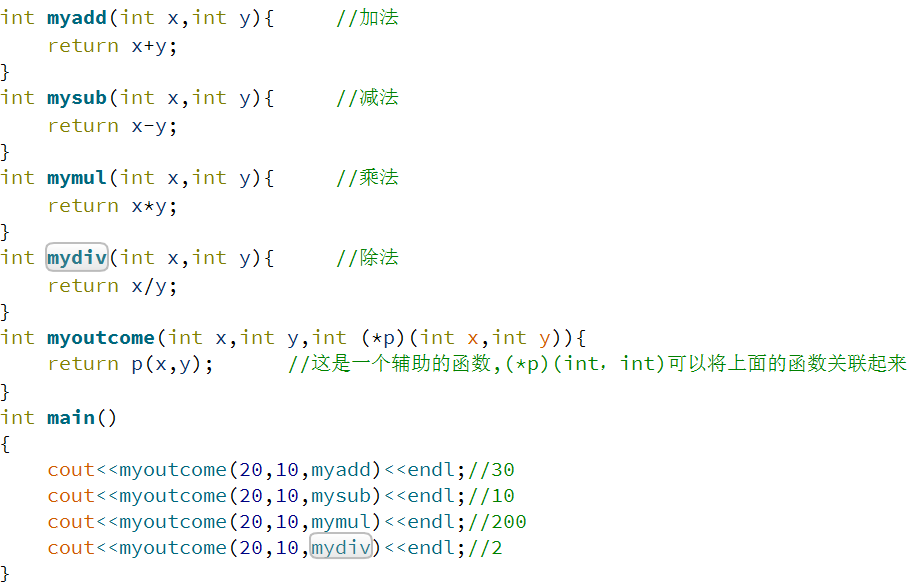 int myadd(int x,int y){     //加法
    return x+y;
}
int mysub(int x,int y){     //减法
    return x-y;
}
int mymul(int x,int y){     //乘法
    return x*y;
}
int mydiv(int x,int y){     //除法
    return x/y;
}
int myoutcome(int x,int y,int (*p)(int x,int y)){
    return p(x,y);      //这是一个辅助的函数,(*p)(int，int)可以将上面的函数关联起来
}
int main()
{
    cout<<myoutcome(20,10,myadd)<<endl;//30
    cout<<myoutcome(20,10,mysub)<<endl;//10
    cout<<myoutcome(20,10,mymul)<<endl;//200
    cout<<myoutcome(20,10,mydiv)<<endl;//2
}